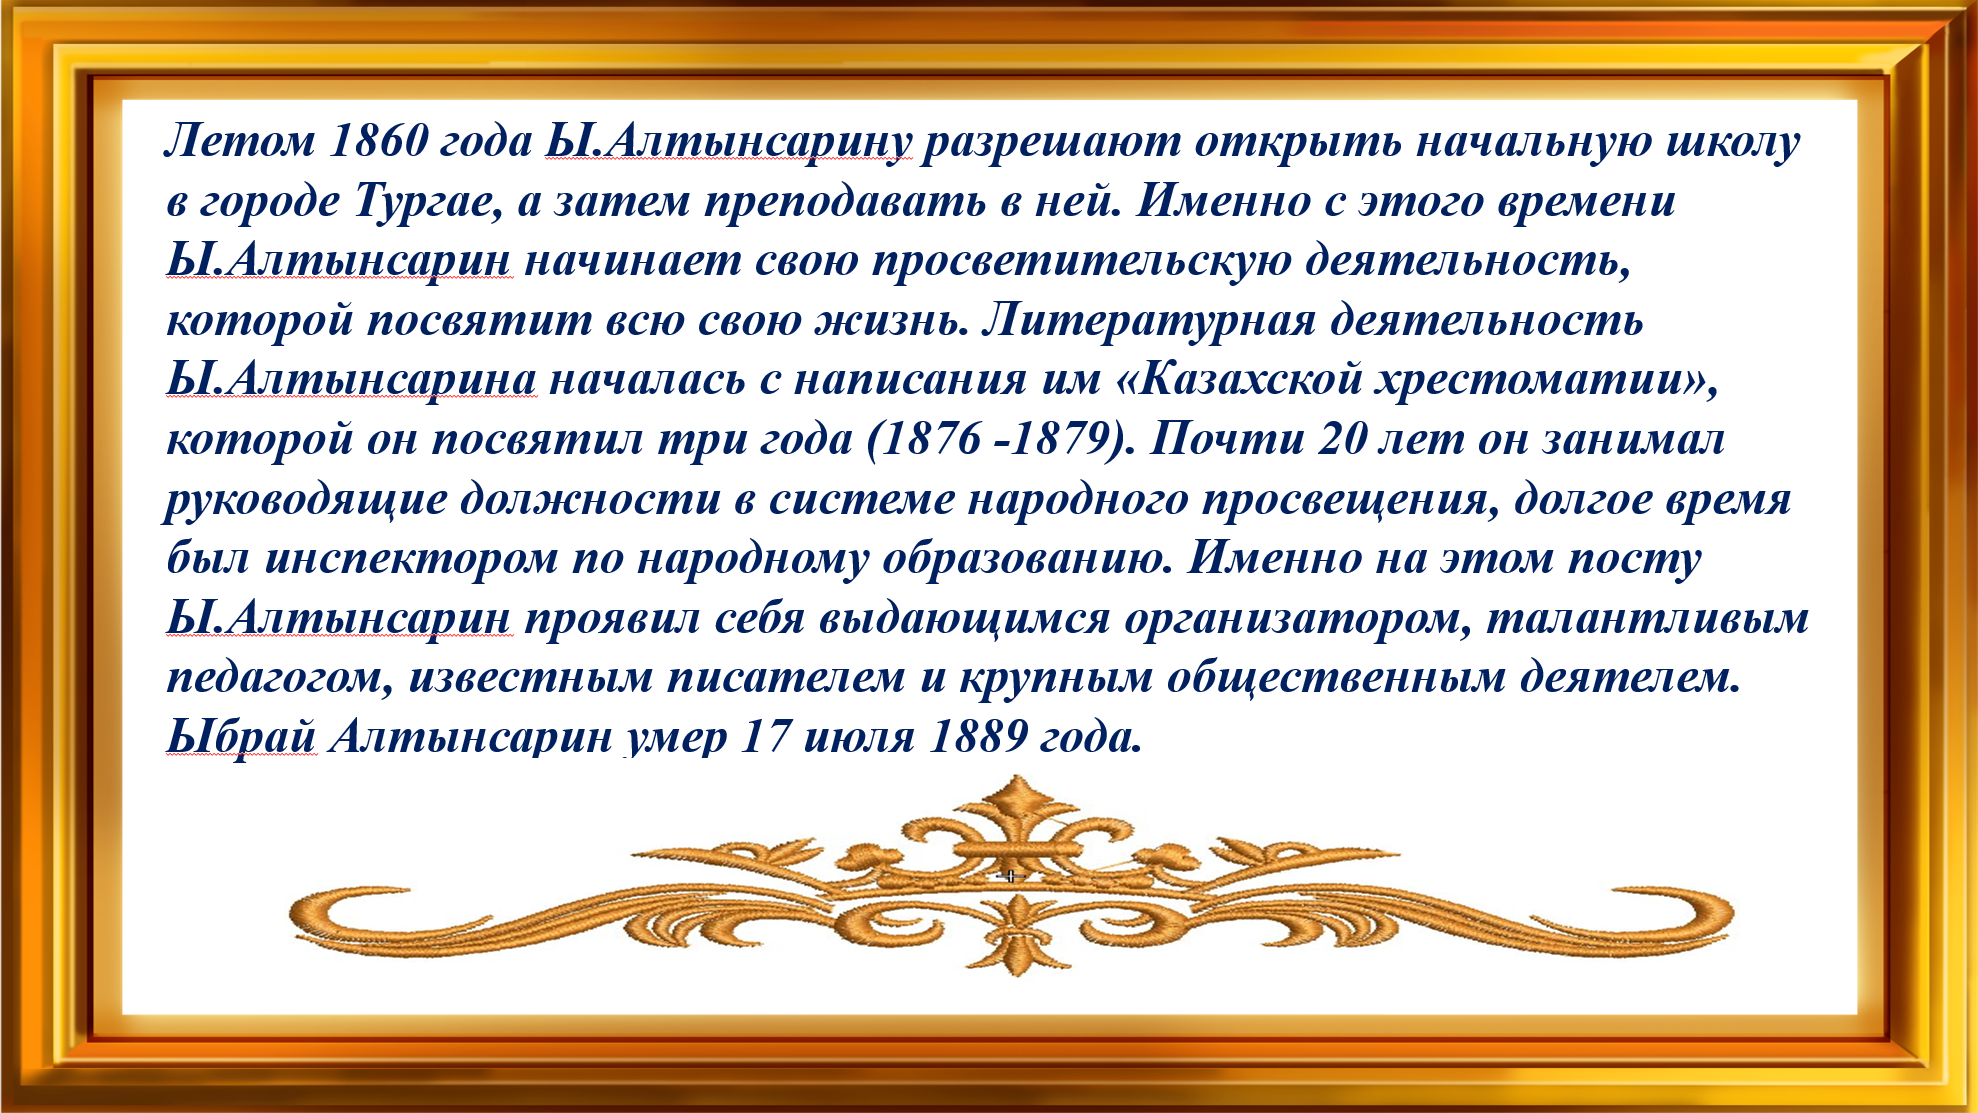 Летом 1860 года Ы.Алтынсарину разрешают открыть начальную школу
в городе Тургае, а затем преподавать в ней. Именно с этого времени
Ы.Алтынсарин начинает свою просветительскую деятельность,
которой посвятит всю свою жизнь. Литературная деятельность
Ы.Алтынсарина началась с написания им «Казахской хрестоматии»,
которой он посвятил три года (1876 -1879). Почти 20 лет он занимал
руководящие должности в системе народного просвещения, долгое время
был инспектором по народному образованию. Именно на этом посту
Ы.Алтынсарин проявил себя выдающимся организатором, талантливым
педагогом, известным писателем и крупным общественным деятелем.
Ыбрай Алтынсарин умер 17 июля 1889 года.